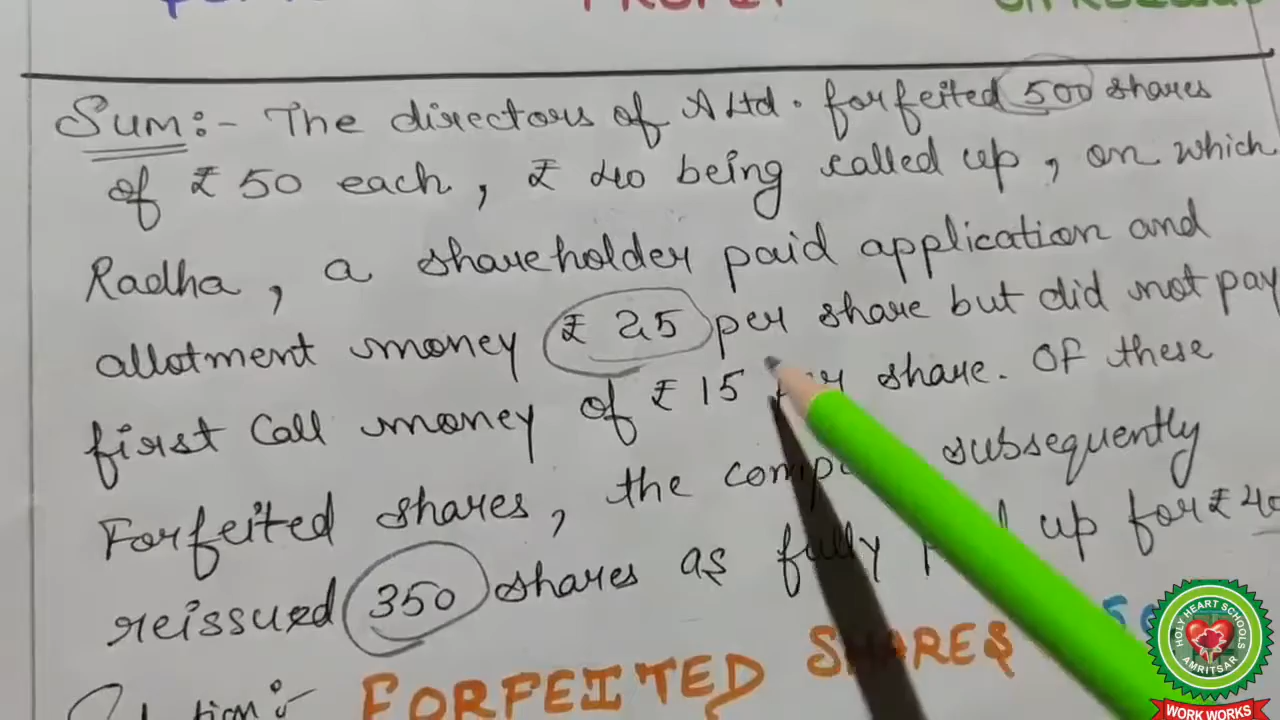 Sum:- The directors of A Ltd. forfeited 500 shares
of ₹ 50 each, ₹ 40 being called up, on which
Radha, a shareholder paid application and
allotment money ₹ 25 per share but did not pay
first Call money of ₹ 15 per share. Of these
Forfeited shares, the subsequently
reissued 350 shares as fully up for ₹ 40
FORFEITED SHARES
HOLY HEART SCHOOLS
AMRITSAR
WORK WORKS